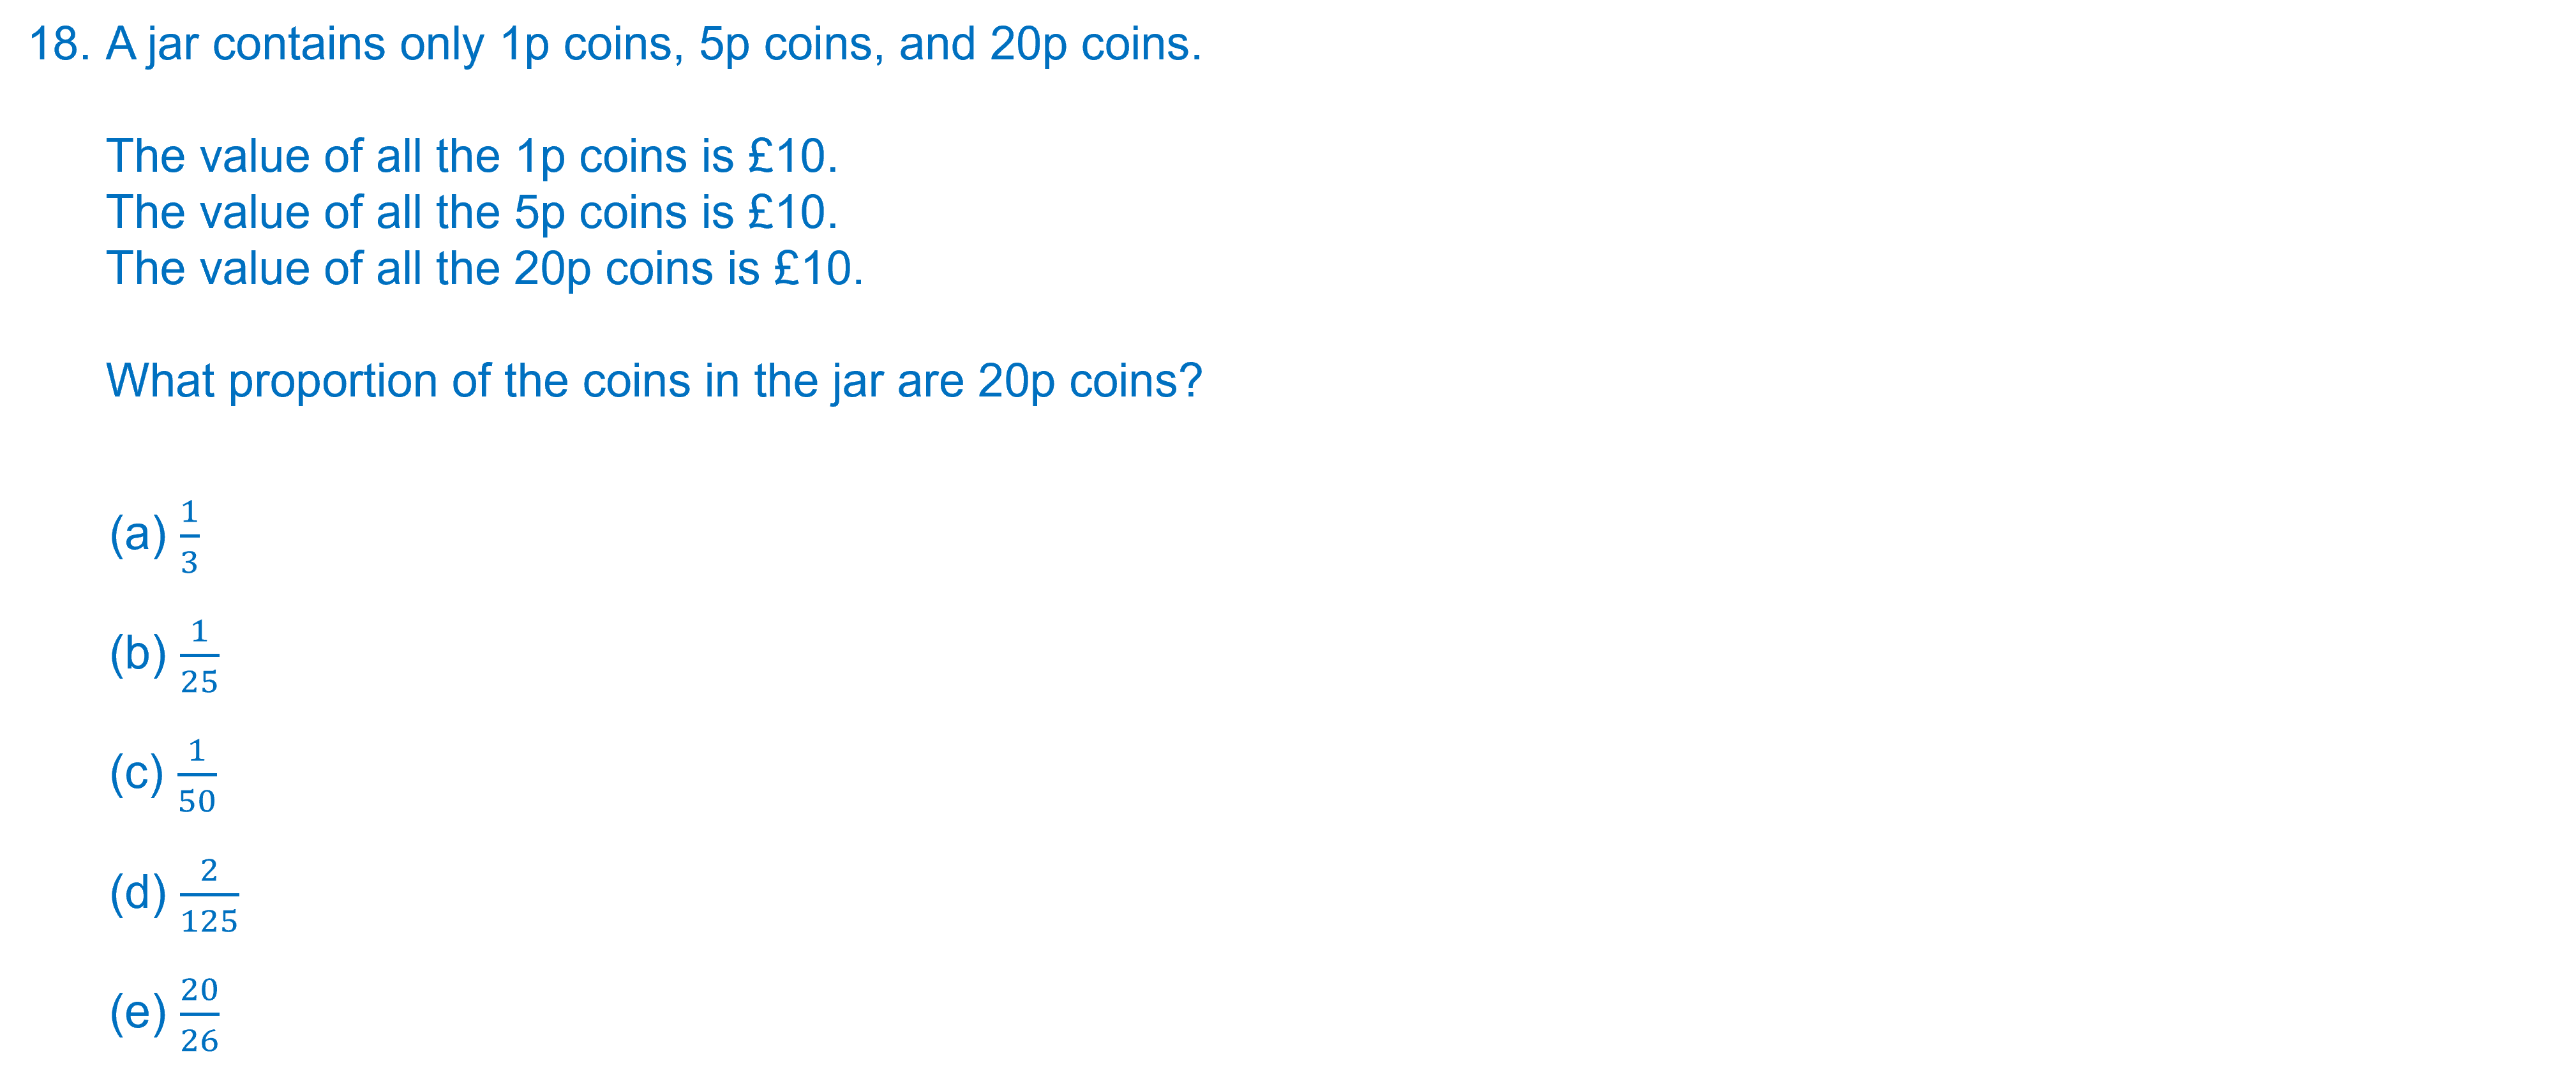 18. A jar contains only 1p coins, 5p coins, and 20p coins.
The value of all the 1p coins is £10.
The value of all the 5p coins is £10.
The value of all the 20p coins is £10.
What proportion of the coins in the jar are 20p coins?
(a) 1/3
(b) 1/25
(c) 1/50
(d) 2/125
(e) 20/26